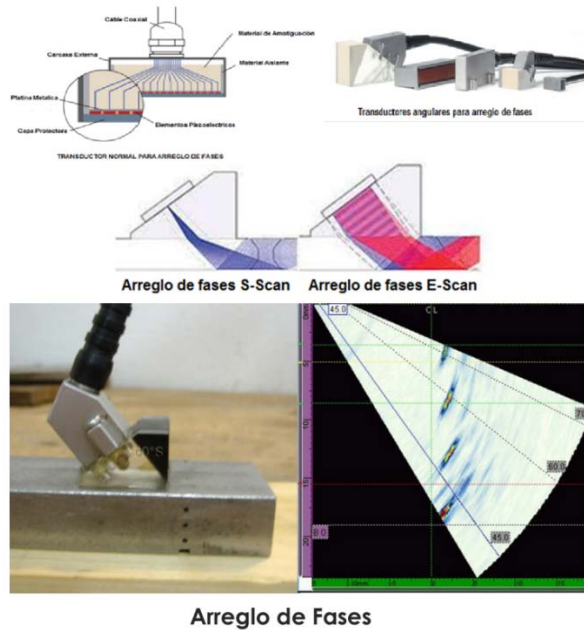 Cable Coaxial
Material de Amotiguación
Carcasa Externa
Material Aislante
Platina Metalica
Elementos Piezoelectricos
Capa Protectora
TRANSDUCTOR NORMAL PARA ARREGLO DE FASES
Transductores angulares para arreglo de fases
Arreglo de fases S-Scan
Arreglo de fases E-Scan
60°S
45.0
CL
70
60.0
45.0
Arreglo de Fases